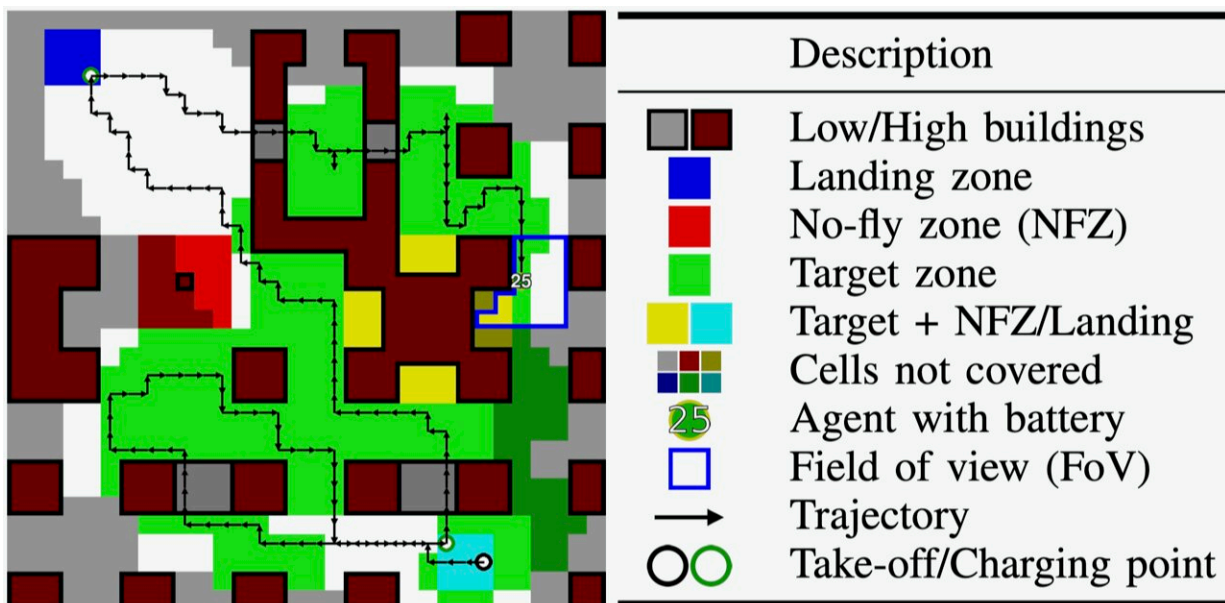 25
Description
Low/High buildings
Landing zone
No-fly zone (NFZ)
Target zone
Target + NFZ/Landing
Cells not covered
25 Agent with battery
Field of view (FoV)
Trajectory
Take-off/Charging point